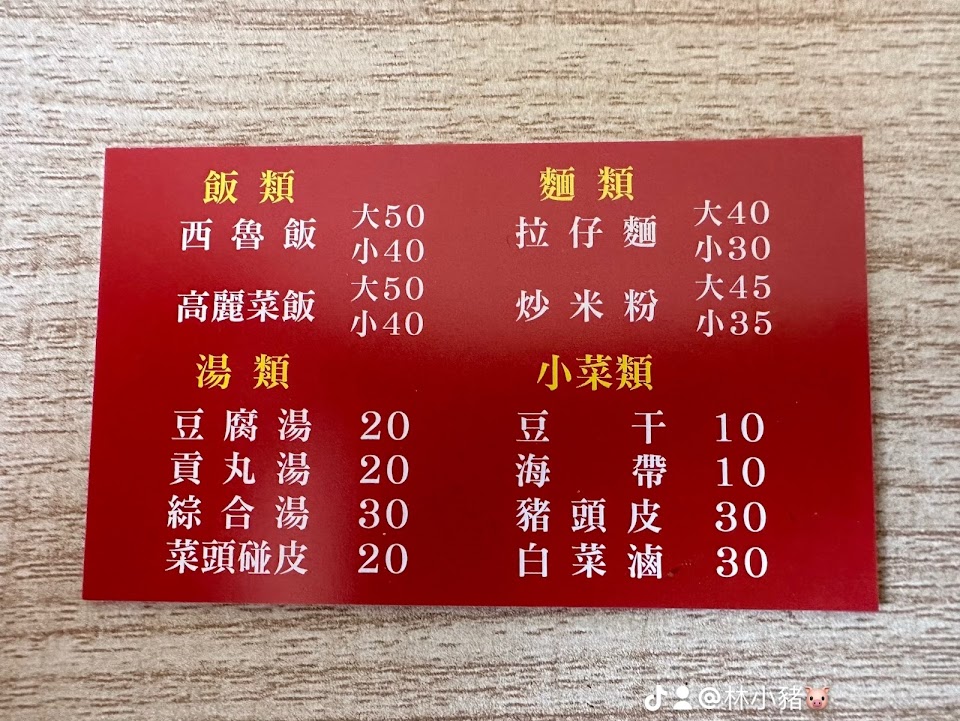 飯類
西魯飯 大50
小40
高麗菜飯 大50
小40
麵類
拉仔麵 大40
小30
炒米粉 大45
小35
湯類
豆腐湯 20
貢丸湯 20
綜合湯 30
菜頭碰皮 20
小菜類
豆干 10
海帶 10
豬頭皮 30
白菜滷 30
@林小豬🐷